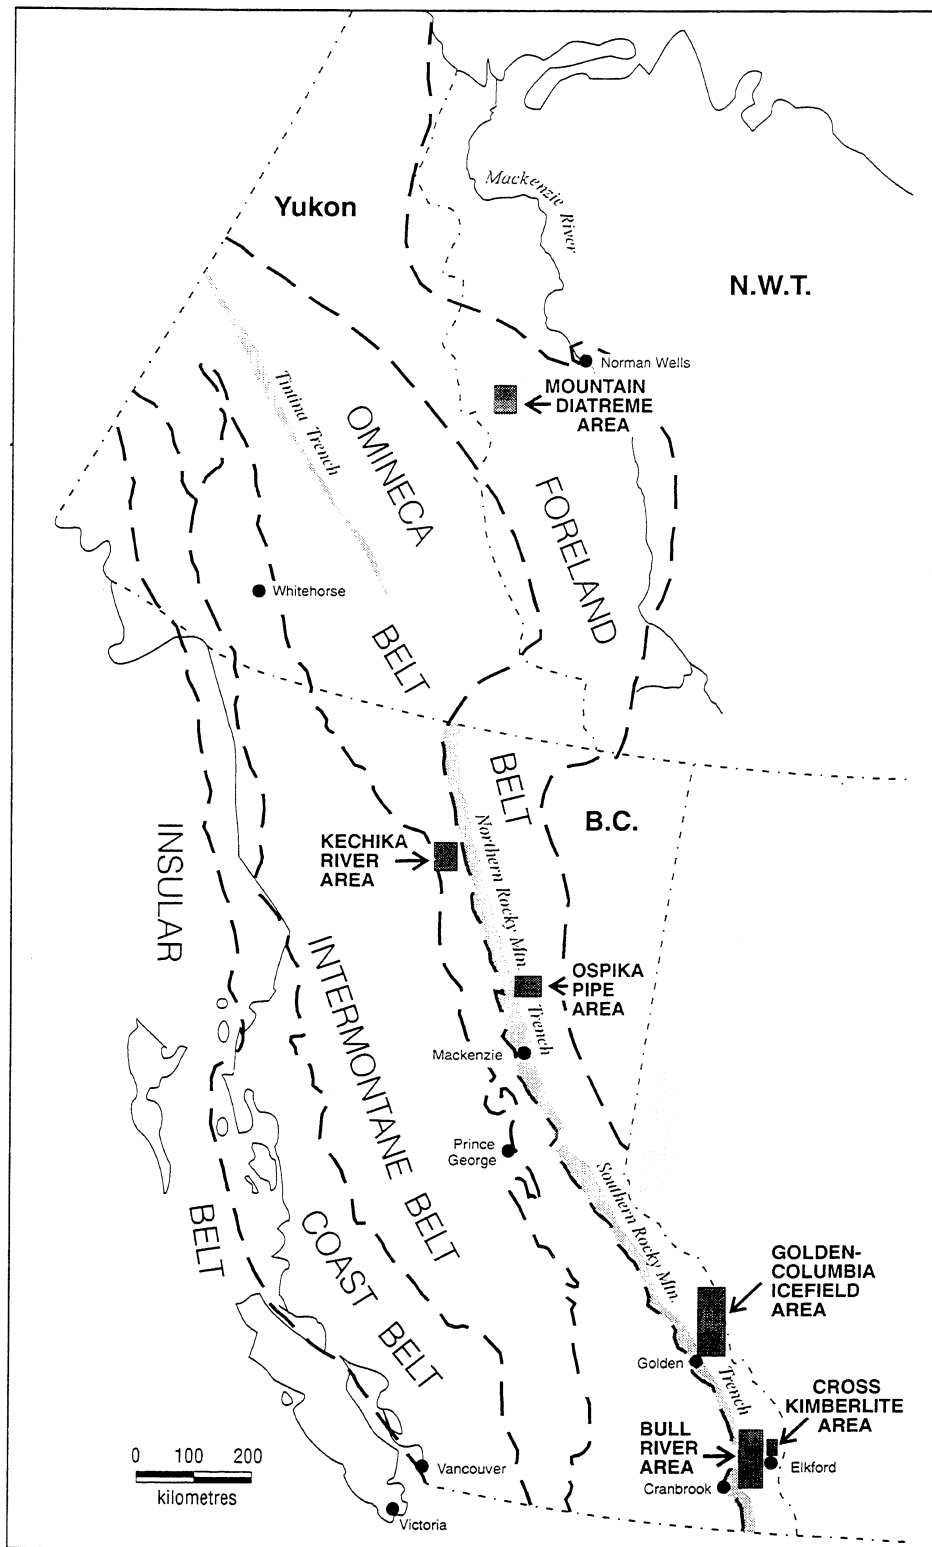 Yukon
Mackenzie River
N.W.T.
Norman Wells
MOUNTAIN
DIATREME
AREA
Tintina Trench
OMINECA
BELT
FORELAND
BELT
Whitehorse
B.C.
KECHIKA
RIVER
AREA
Northern Rocky Mtn.
Trench
INSULAR
BELT
OSPIKA
PIPE
AREA
INTERMONTANE BELT
Mackenzie
Prince
George
Southern Rocky Mtn.
Trench
COAST
BELT
GOLDEN-
COLUMBIA
ICEFIELD
AREA
Golden
CROSS
KIMBERLITE
AREA
BULL
RIVER
AREA
Elkford
Cranbrook
0 100 200
kilometres
Vancouver
Victoria